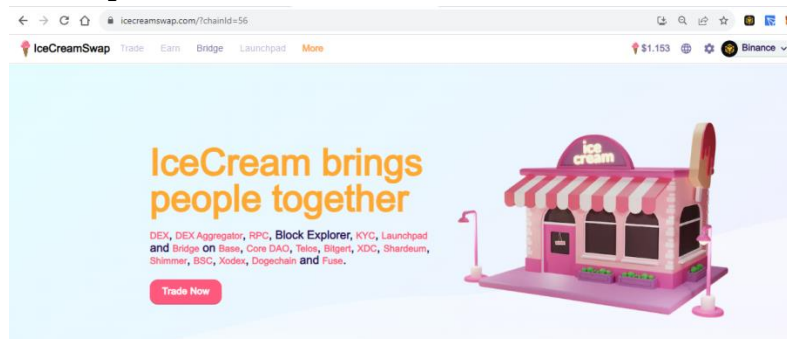 icecreamswap.com/?chainId=56
IceCreamSwap Trade Earn Bridge Launchpad More $1.153 Binance
IceCream brings
people together
DEX, DEX Aggregator, RPC, Block Explorer, KYC, Launchpad
and Bridge on Base, Core DAO, Telos, Bitgert, XDC, Shardeum,
Shimmer, BSC, Xodex, Dogechain and Fuse.
Trade Now
ice
cream